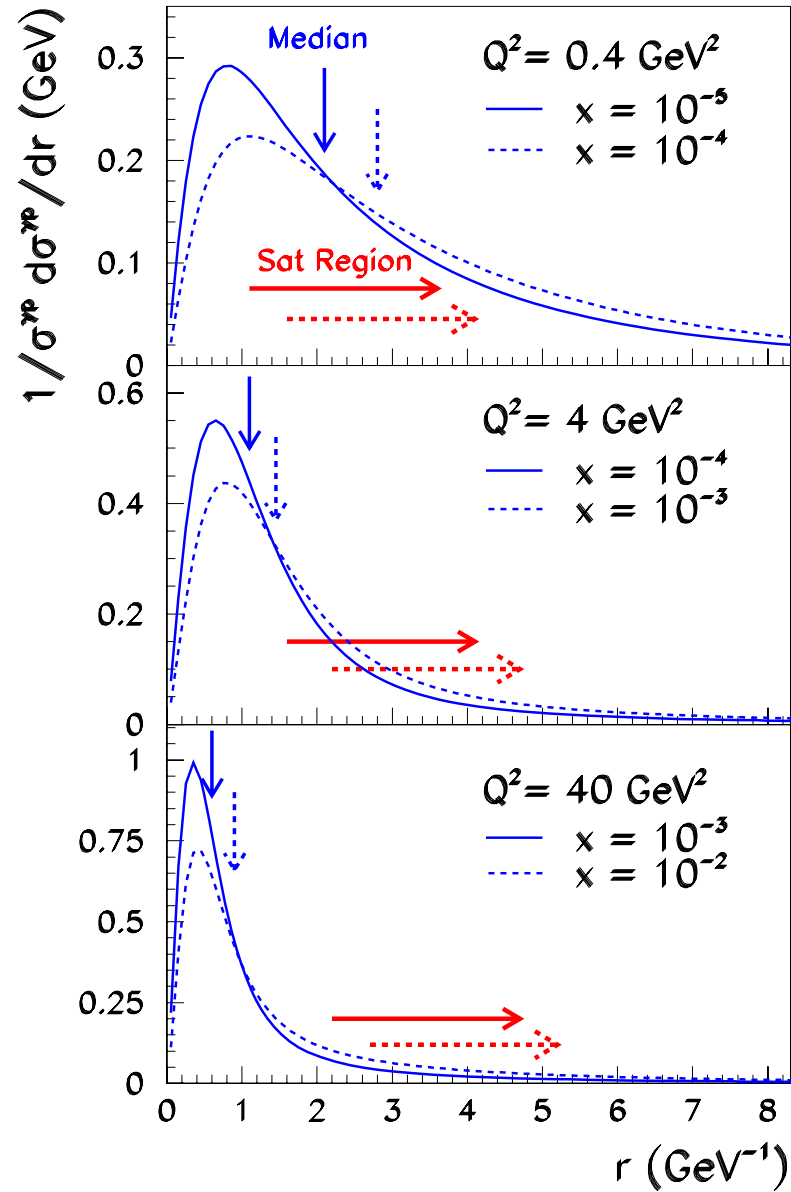 1/σ^γp dσ^γp/dr (GeV)
Median
Q²= 0.4 GeV²
x = 10⁻⁵
x = 10⁻⁴
Sat Region
0.3
0.2
0.1
0
Q²= 4 GeV²
x = 10⁻⁴
x = 10⁻³
0.6
0.4
0.2
0
Q²= 40 GeV²
x = 10⁻³
x = 10⁻²
1
0.75
0.5
0.25
0
0 1 2 3 4 5 6 7 8
r (GeV⁻¹)